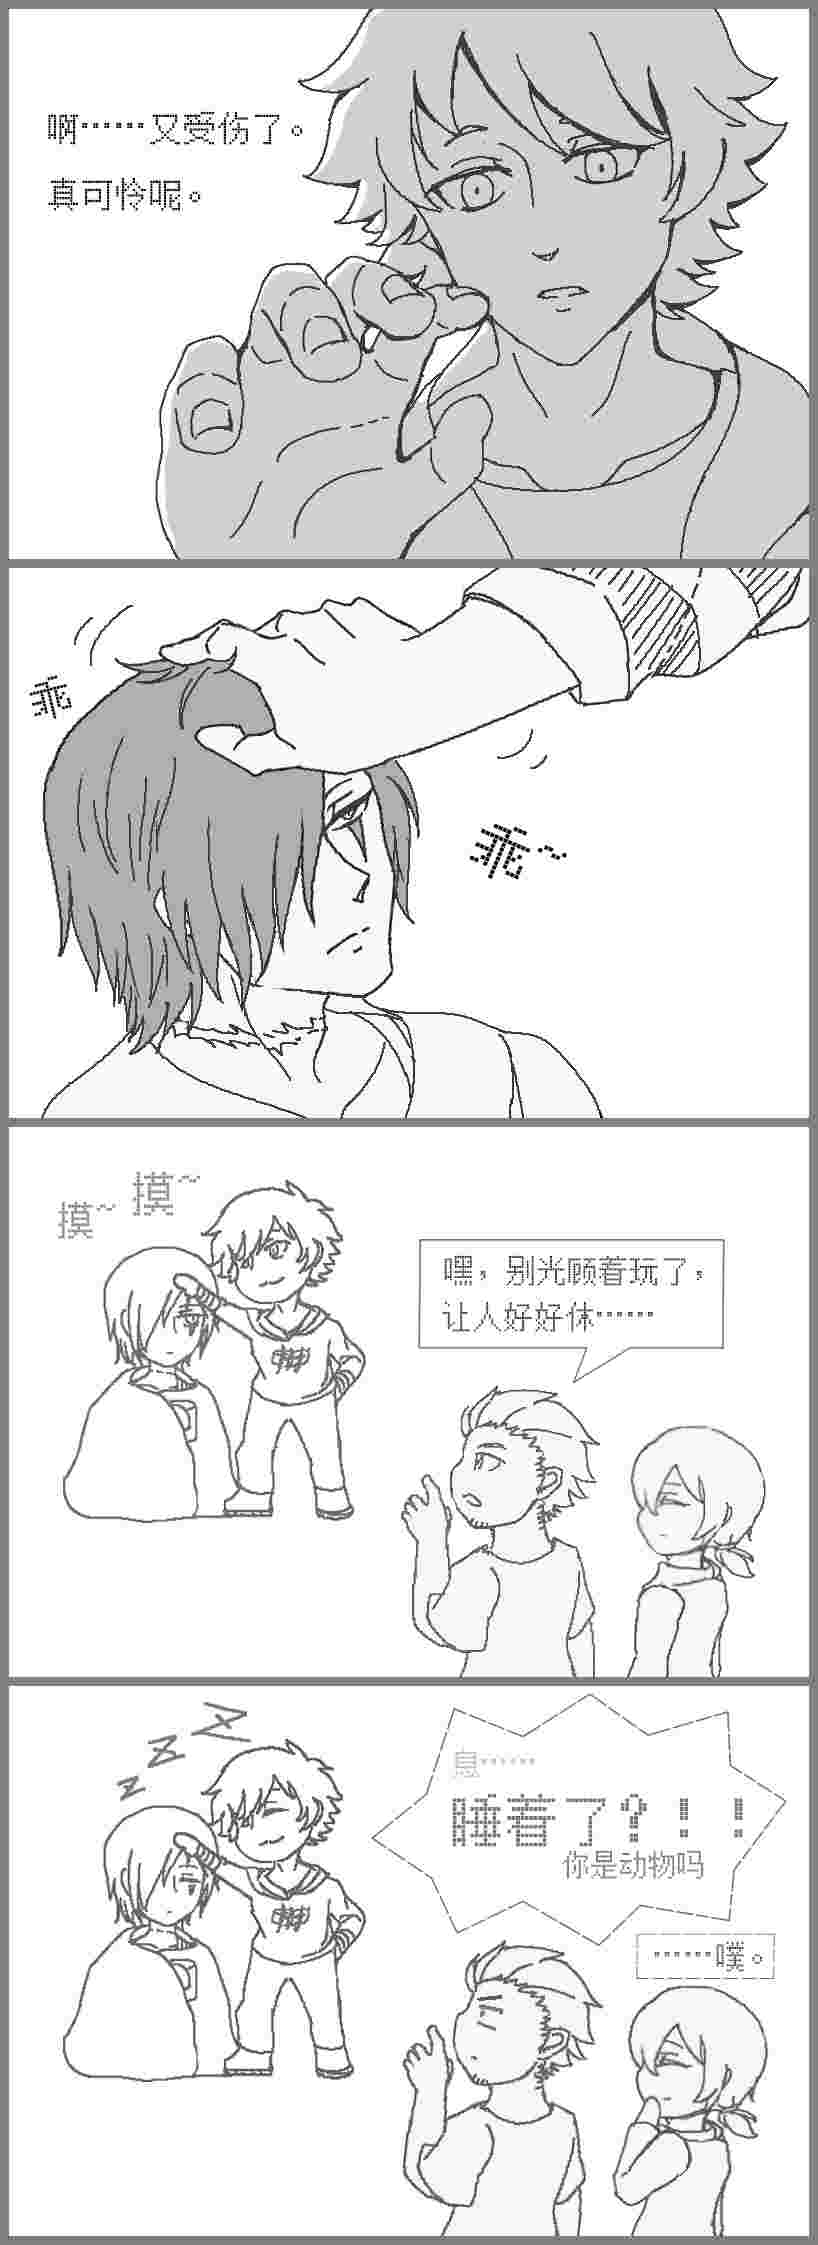 啊……又受伤了。
真可怜呢。
乖
乖~
摸~
摸~
嘿，别光顾着玩了，
让人好好休……
zzz
息……
睡着了？！！
你是动物吗
……噗。